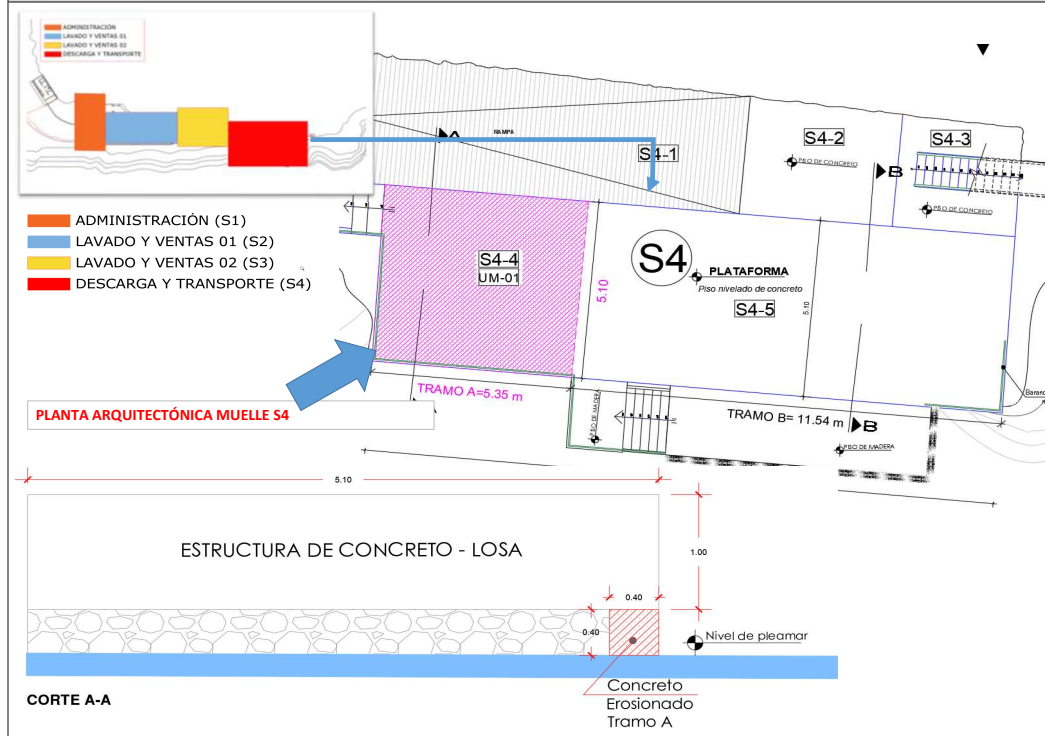 ADMINISTRACIÓN
LAVADO Y VENTAS 01
LAVADO Y VENTAS 02
DESCARGA Y TRANSPORTE
ADMINISTRACIÓN (S1)
LAVADO Y VENTAS 01 (S2)
LAVADO Y VENTAS 02 (S3)
DESCARGA Y TRANSPORTE (S4)
PLANTA ARQUITECTÓNICA MUELLE S4
A
RAMPA
S4-1
S4-2
PISO DE CONCRETO
S4-3
B
PISO DE CONCRETO
S4-4
UM-01
5.10
S4
PLATAFORMA
Piso nivelado de concreto
S4-5
5.10
TRAMO A=5.35 m
PISO DE MADERA
TRAMO B= 11.54 m
B
PISO DE MADERA
5.10
ESTRUCTURA DE CONCRETO - LOSA
1.00
0.40
0.40
Nivel de pleamar
Concreto
Erosionado
Tramo A
CORTE A-A